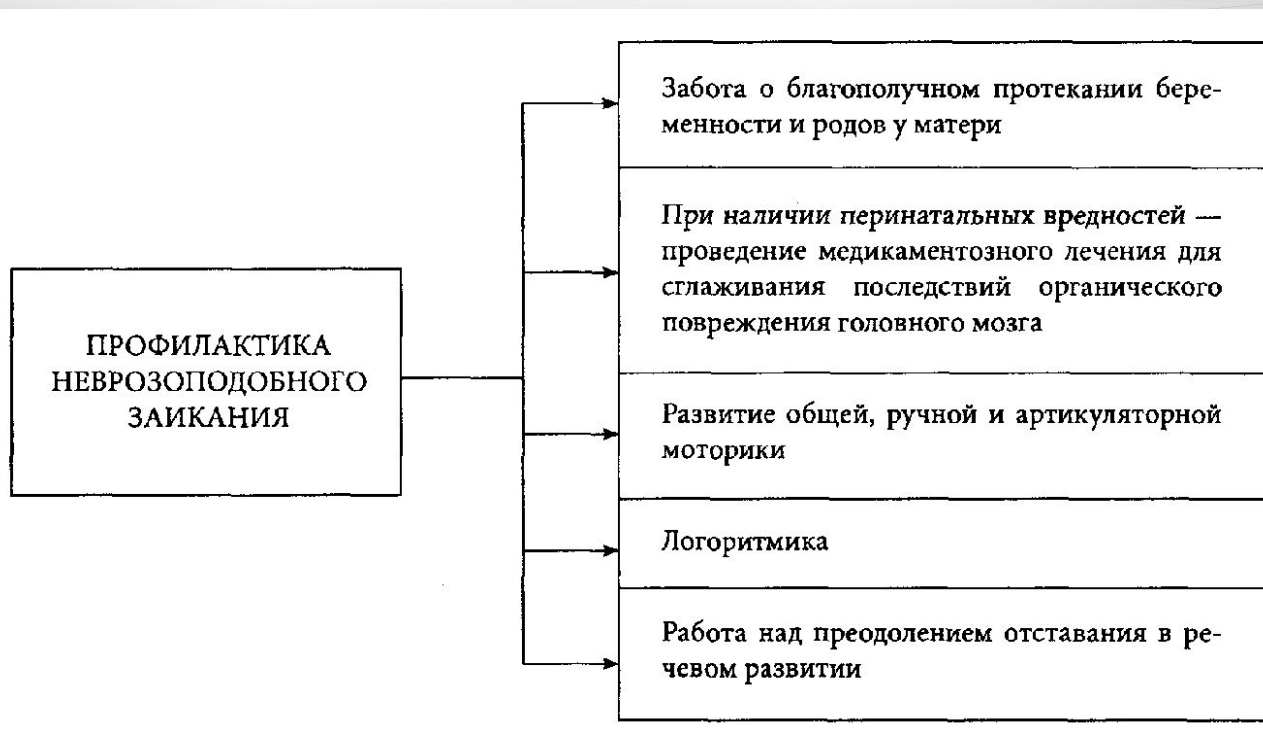 ПРОФИЛАКТИКА
НЕВРОЗОПОДОБНОГО
ЗАИКАНИЯ
Забота о благополучном протекании бере-
менности и родов у матери
При наличии перинатальных вредностей —
проведение медикаментозного лечения для
сглаживания последствий органического
повреждения головного мозга
Развитие общей, ручной и артикуляторной
моторики
Логоритмика
Работа над преодолением отставания в ре-
чевом развитии